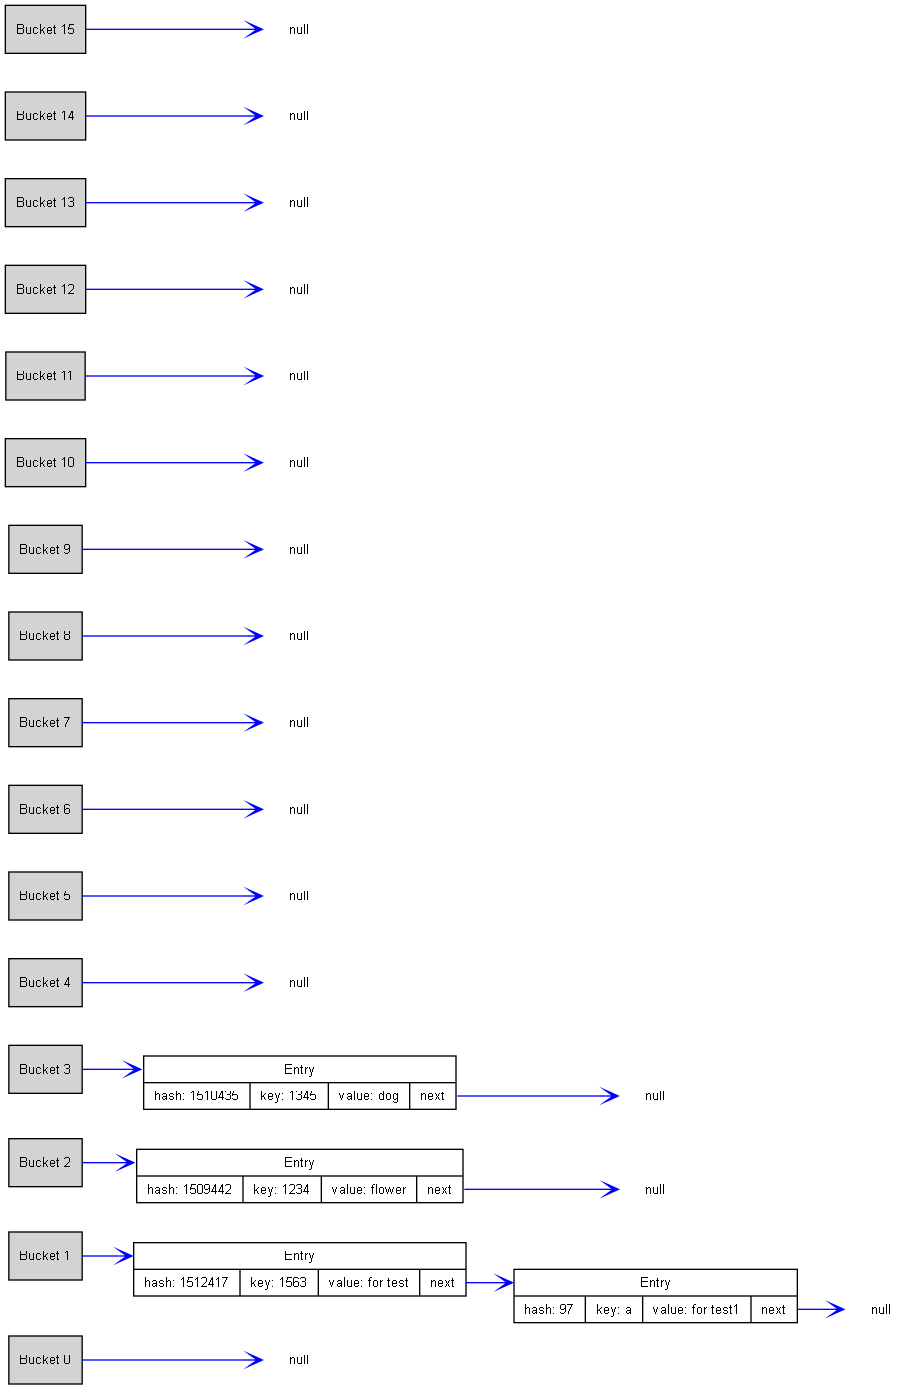 Bucket 15 null
Bucket 14 null
Bucket 13 null
Bucket 12 null
Bucket 11 null
Bucket 10 null
Bucket 9 null
Bucket 8 null
Bucket 7 null
Bucket 6 null
Bucket 5 null
Bucket 4 null
Bucket 3 Entry
hash: 1510435 key: 1345 value: dog next null
Bucket 2 Entry
hash: 1509442 key: 1234 value: flower next null
Bucket 1 Entry
hash: 1512417 key: 1563 value: for test next Entry
hash: 97 key: a value: for test1 next null
Bucket 0 null